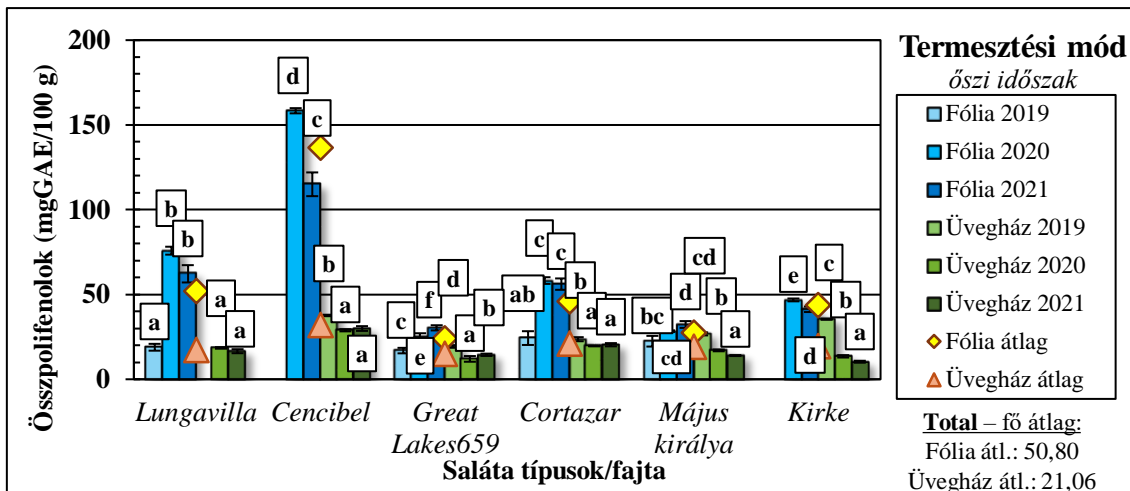 Összpolifenolok (mgGAE/100 g)
200
150
100
50
0
a
b
b
a
a
d
c
b
a
a
c
e
f
d
a
b
ab
c
c
b
a
a
bc
cd
d
cd
b
a
e
d
c
b
a
Lungavilla
Cencibel
Great
Lakes659
Cortazar
Május
királya
Kirke
Saláta típusok/fajta
Termesztési mód
őszi időszak
Fólia 2019
Fólia 2020
Fólia 2021
Üvegház 2019
Üvegház 2020
Üvegház 2021
Fólia átlag
Üvegház átlag
Total – fő átlag:
Fólia átl.: 50,80
Üvegház átl.: 21,06